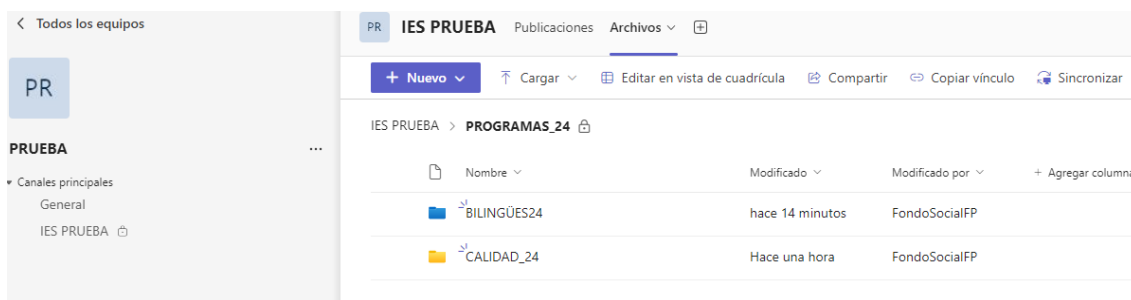 Todos los equipos
PR
PRUEBA
...
Canales principales
General
IES PRUEBA
PR IES PRUEBA Publicaciones Archivos
+ Nuevo Cargar Editar en vista de cuadrícula Compartir Copiar vínculo Sincronizar
IES PRUEBA > PROGRAMAS_24
Nombre Modificado Modificado por + Agregar columna
BILINGÜES24 hace 14 minutos FondoSocialFP
CALIDAD_24 Hace una hora FondoSocialFP